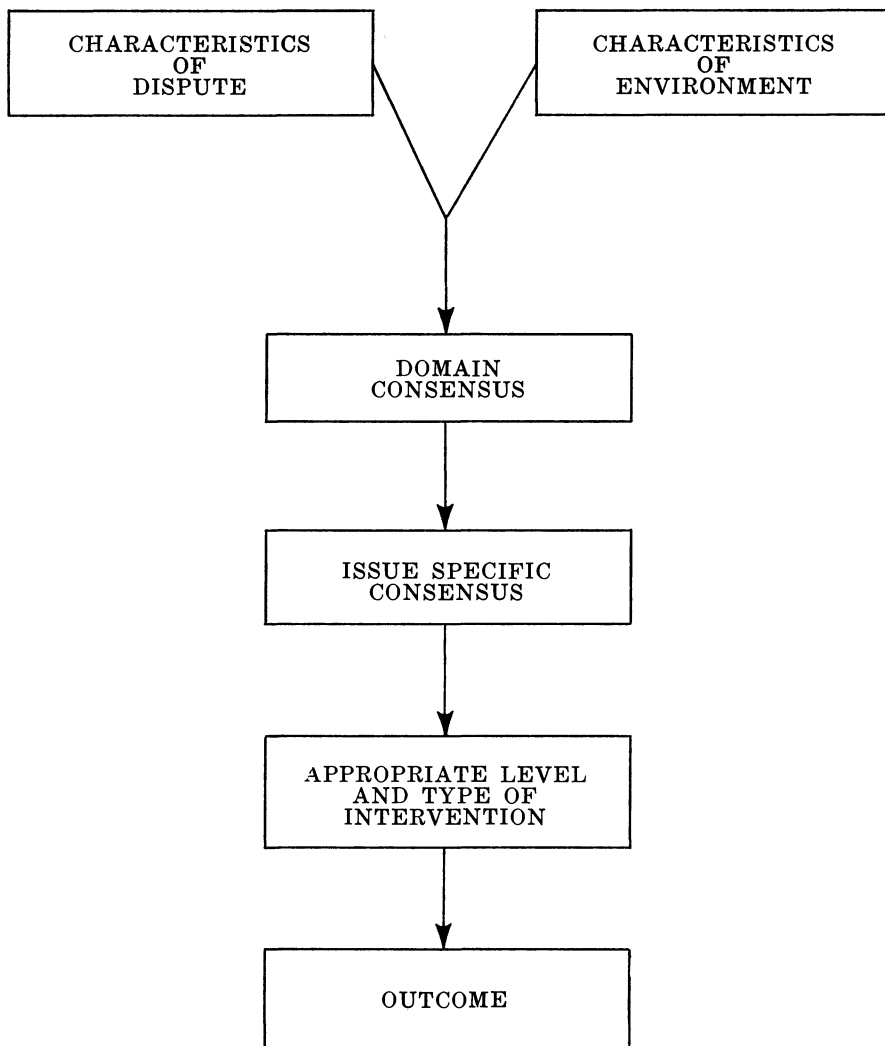 CHARACTERISTICS
OF
DISPUTE
CHARACTERISTICS
OF
ENVIRONMENT
DOMAIN
CONSENSUS
ISSUE SPECIFIC
CONSENSUS
APPROPRIATE LEVEL
AND TYPE OF
INTERVENTION
OUTCOME